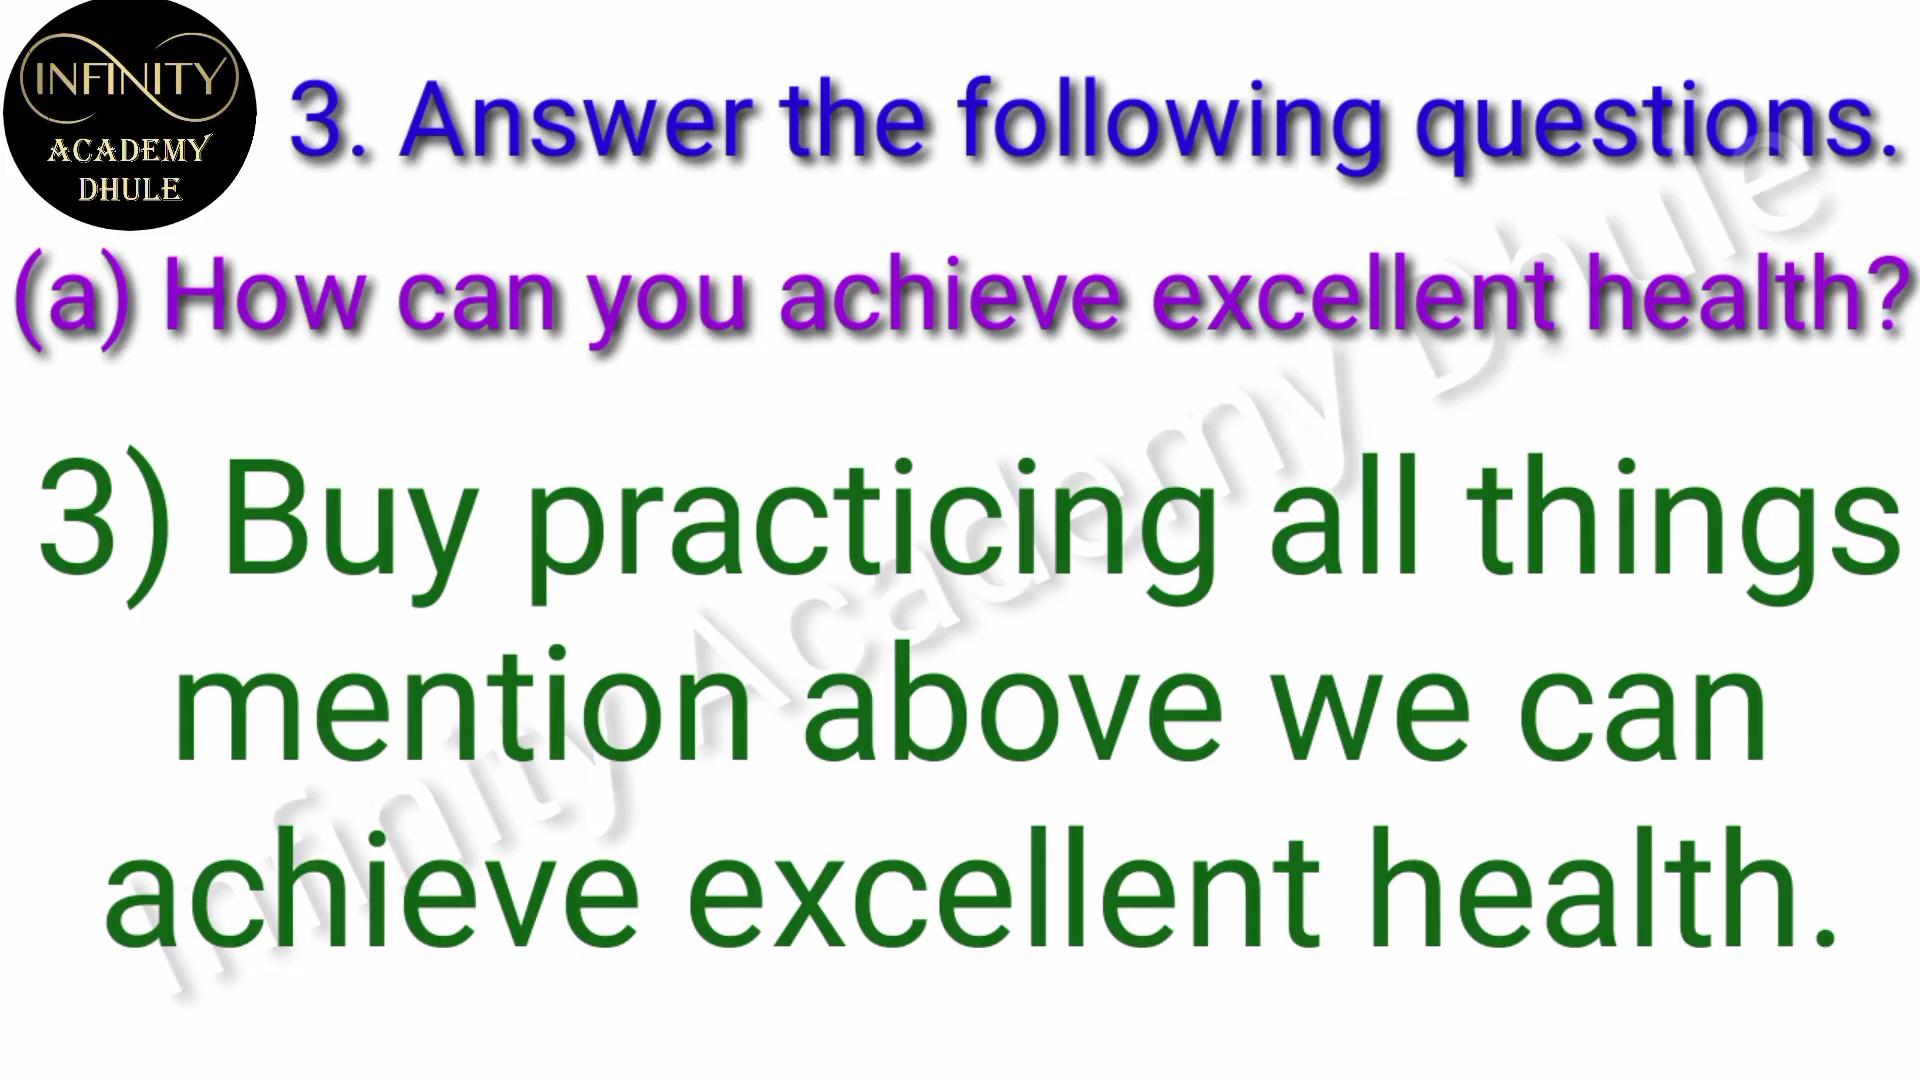 INFINITY
ACADEMY
DHULE
3. Answer the following questions.
(a) How can you achieve excellent health?
3) Buy practicing all things
mention above we can
achieve excellent health.
Infinity Academy Dhule